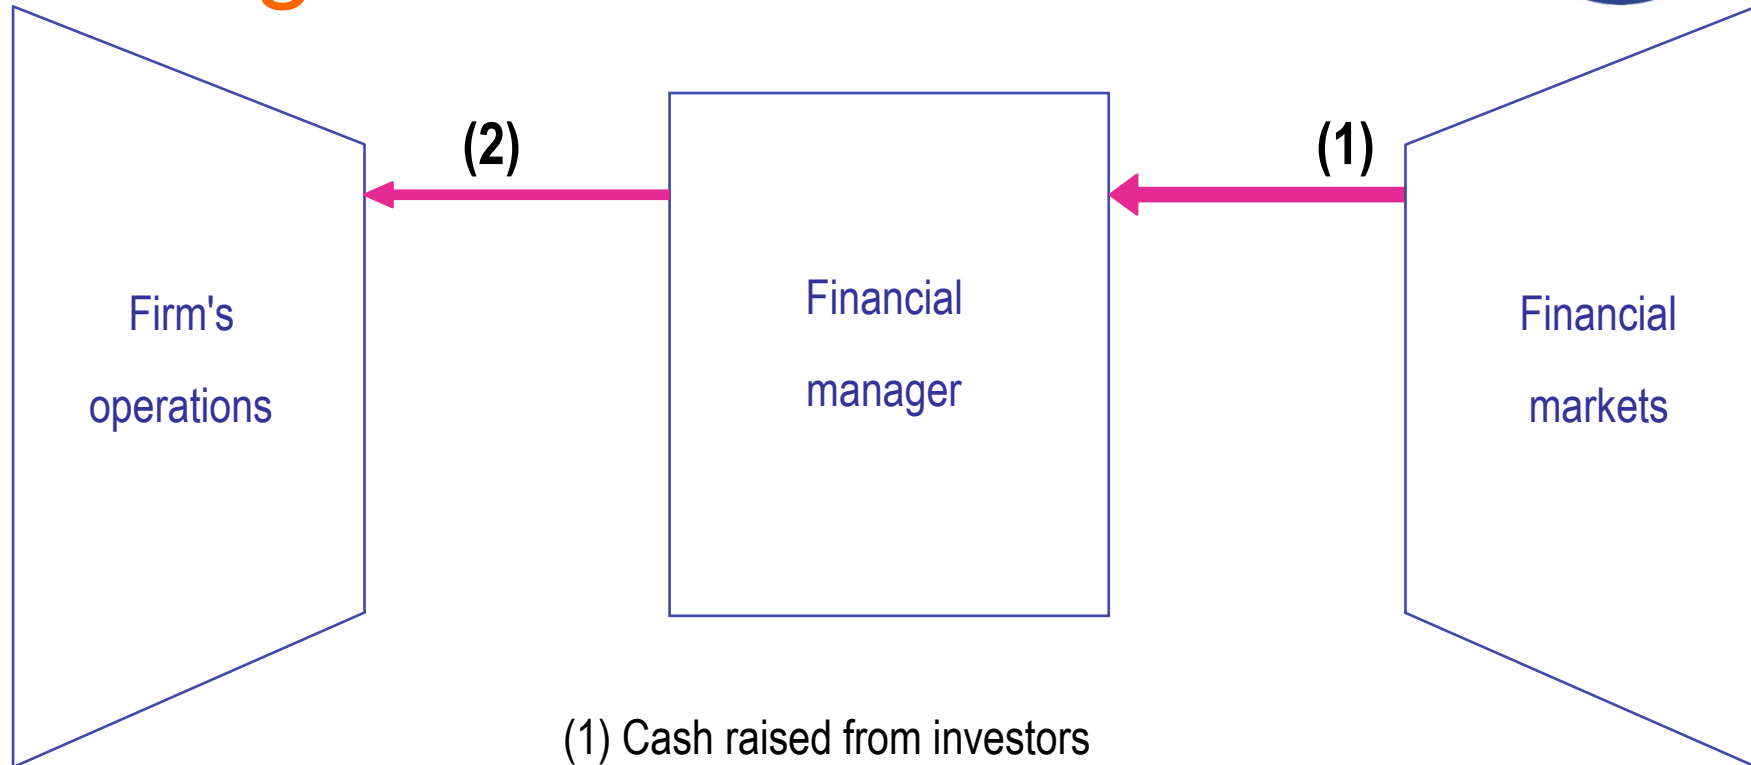 (2)
(1)
Firm's
operations
Financial
manager
Financial
markets
(1) Cash raised from investors